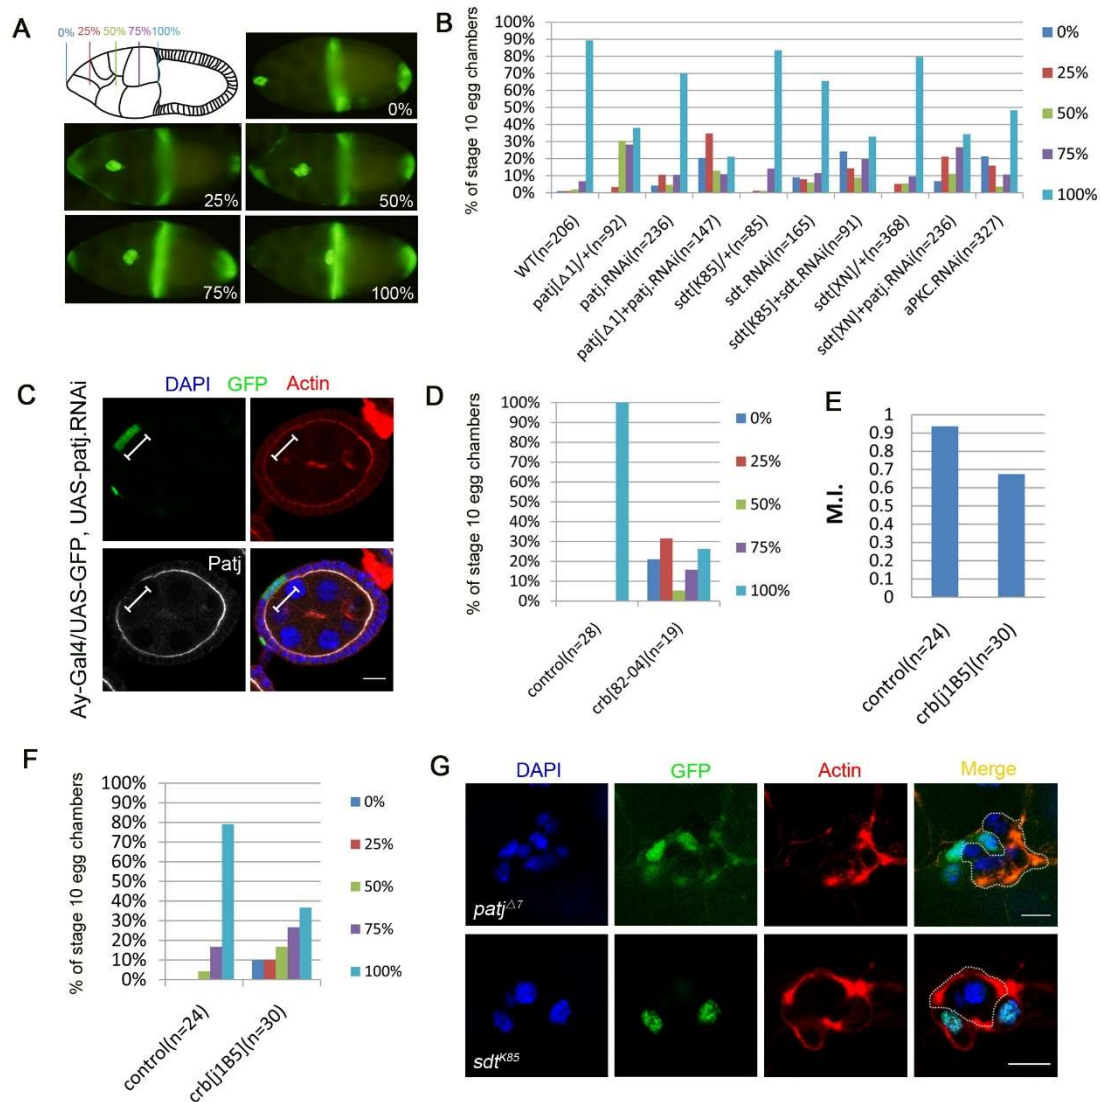 A
0% 25% 50% 75% 100%
0%
25%
50%
75%
100%
B
% of stage 10 egg chambers
100%
90%
80%
70%
60%
50%
40%
30%
20%
10%
0%
WT(n=206)
patj[Δ1]/+(n=92)
patj.RNAi(n=236)
patj[Δ1]+patj.RNAi(n=147)
sdt[K85]/+(n=85)
sdt.RNAi(n=165)
sdt[K85]+sdt.RNAi(n=91)
sdt[XN]/+(n=368)
sdt[XN]+patj.RNAi(n=236)
aPKC.RNAi(n=327)
0%
25%
50%
75%
100%
C
DAPI GFP Actin
Ay-Gal4/UAS-GFP, UAS-patj.RNAi
Patj
D
% of stage 10 egg chambers
100%
90%
80%
70%
60%
50%
40%
30%
20%
10%
0%
control(n=28)
crb[82-04](n=19)
0%
25%
50%
75%
100%
E
M.I.
1
0.9
0.8
0.7
0.6
0.5
0.4
0.3
0.2
0.1
0
control(n=24)
crb[j1B5](n=30)
F
% of stage 10 egg chambers
100%
90%
80%
70%
60%
50%
40%
30%
20%
10%
0%
control(n=24)
crb[j1B5](n=30)
0%
25%
50%
75%
100%
G
DAPI GFP Actin Merge
patj△7
sdtK85